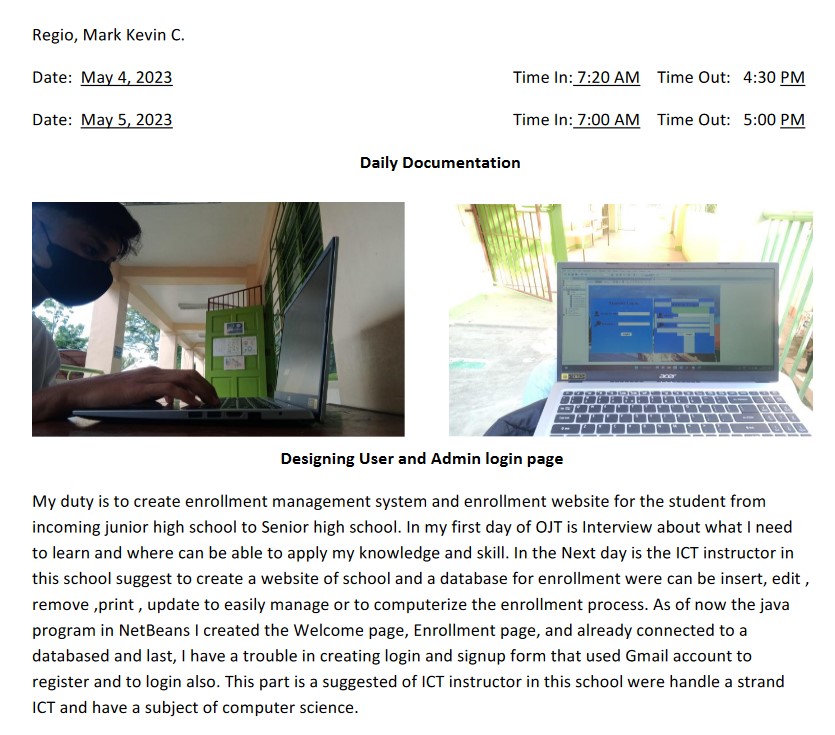 Regio, Mark Kevin C.
Date: May 4, 2023 Time In: 7:20 AM Time Out: 4:30 PM
Date: May 5, 2023 Time In: 7:00 AM Time Out: 5:00 PM
Daily Documentation
acer
Designing User and Admin login page
My duty is to create enrollment management system and enrollment website for the student from
incoming junior high school to Senior high school. In my first day of OJT is Interview about what I need
to learn and where can be able to apply my knowledge and skill. In the Next day is the ICT instructor in
this school suggest to create a website of school and a database for enrollment were can be insert, edit ,
remove ,print , update to easily manage or to computerize the enrollment process. As of now the java
program in NetBeans I created the Welcome page, Enrollment page, and already connected to a
databased and last, I have a trouble in creating login and signup form that used Gmail account to
register and to login also. This part is a suggested of ICT instructor in this school were handle a strand
ICT and have a subject of computer science.